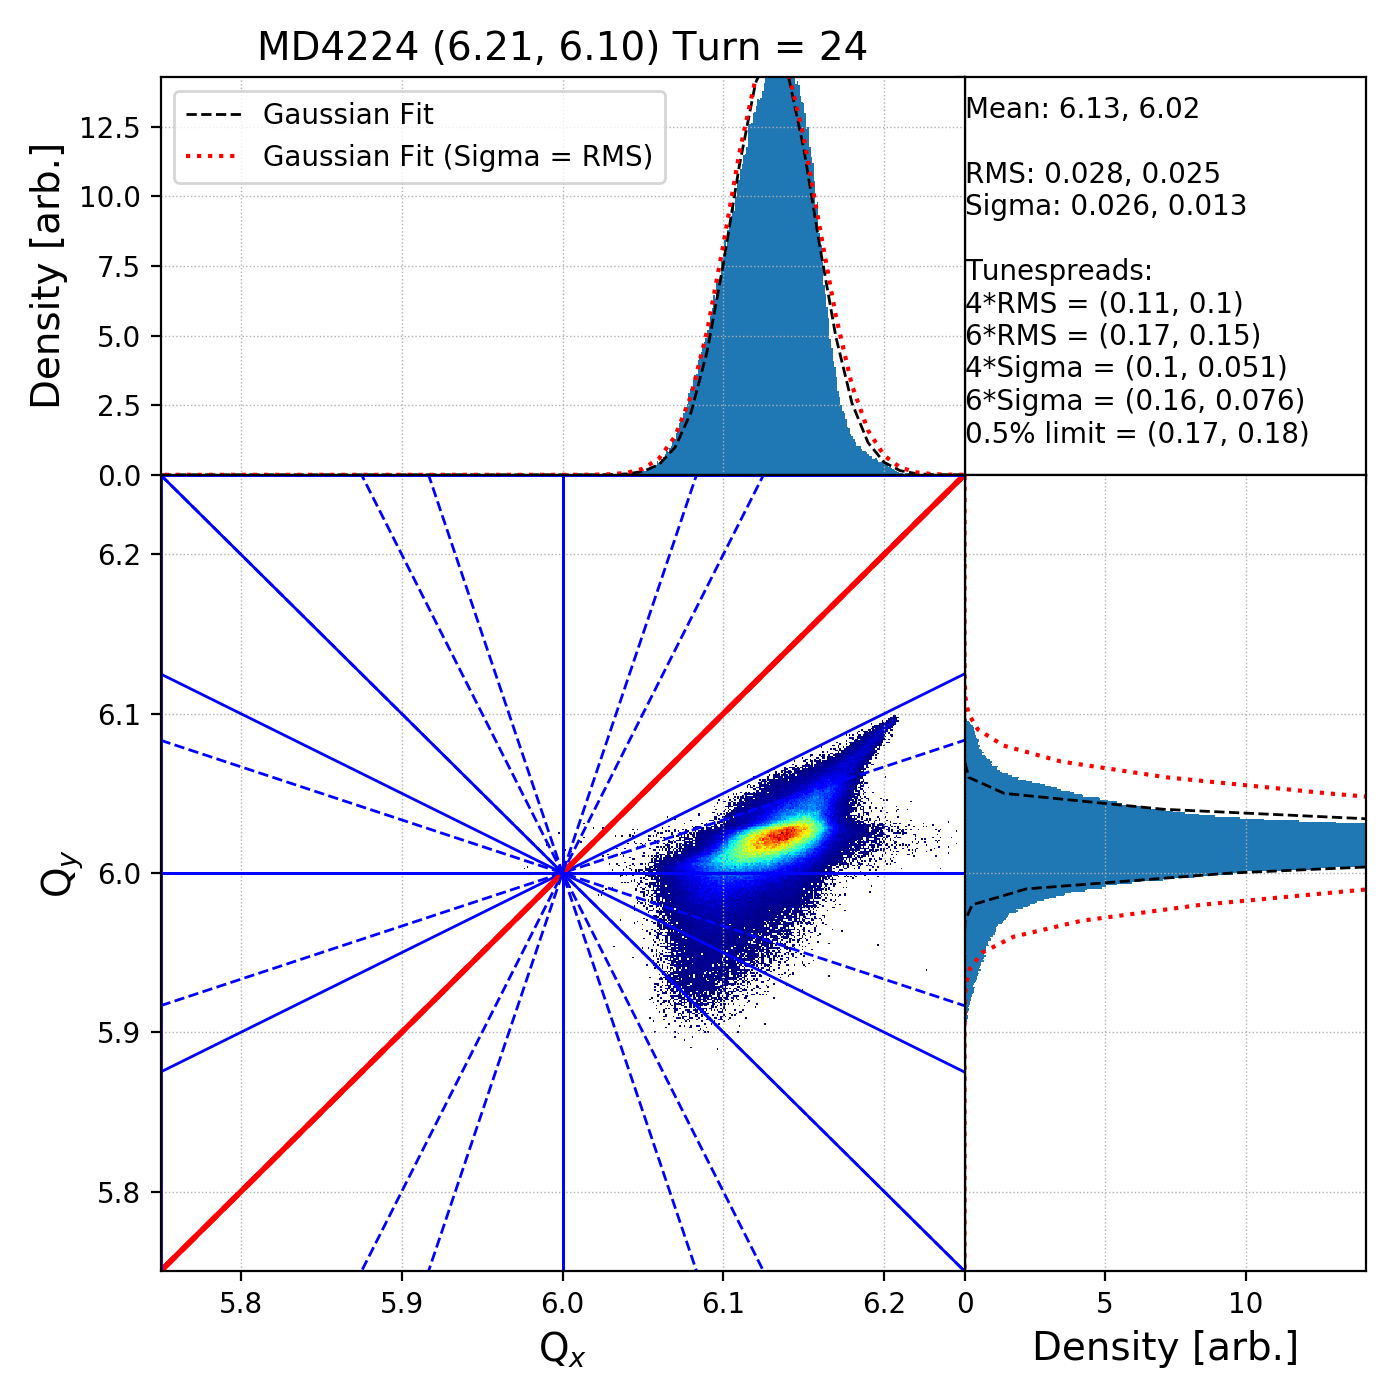 MD4224 (6.21, 6.10) Turn = 24
Gaussian Fit
Gaussian Fit (Sigma = RMS)
Density [arb.]
12.5
10.0
7.5
5.0
2.5
0.0
Mean: 6.13, 6.02
RMS: 0.028, 0.025
Sigma: 0.026, 0.013
Tunespreads:
4*RMS = (0.11, 0.1)
6*RMS = (0.17, 0.15)
4*Sigma = (0.1, 0.051)
6*Sigma = (0.16, 0.076)
0.5% limit = (0.17, 0.18)
Qy
6.2
6.1
6.0
5.9
5.8
5.8 5.9 6.0 6.1 6.2
Qx
0 5 10
Density [arb.]